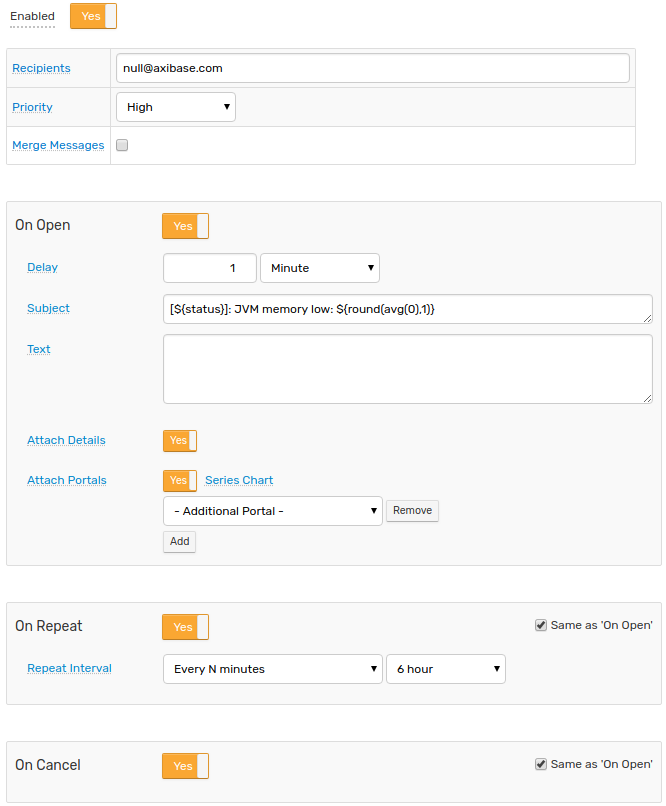 Enabled Yes
Recipients null@axibase.com
Priority High
Merge Messages
On Open Yes
Delay 1 Minute
Subject [${status}]: JVM memory low: ${round(avg(0),1)}
Text
Attach Details Yes
Attach Portals Yes Series Chart
- Additional Portal - Remove
Add
On Repeat Yes Same as 'On Open'
Repeat Interval Every N minutes 6 hour
On Cancel Yes Same as 'On Open'